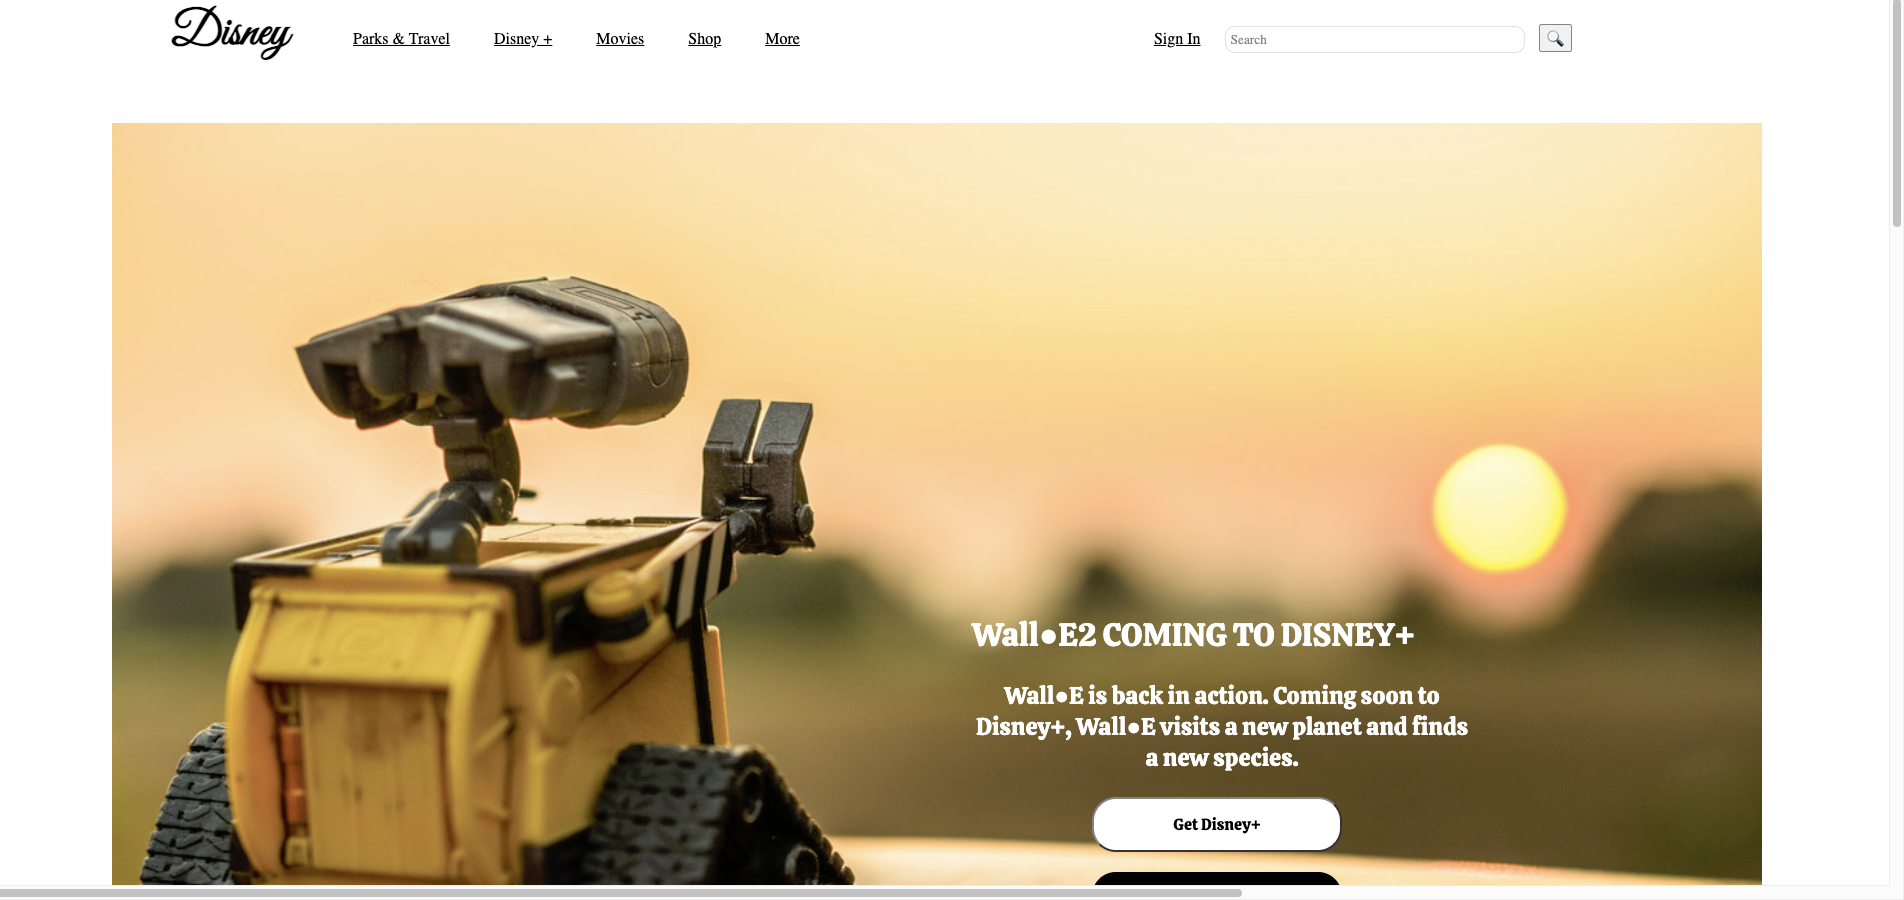 Disney
Parks & Travel Disney + Movies Shop More Sign In Search
Wall●E2 COMING TO DISNEY+
Wall●E is back in action. Coming soon to
Disney+, Wall●E visits a new planet and finds
a new species.
Get Disney+